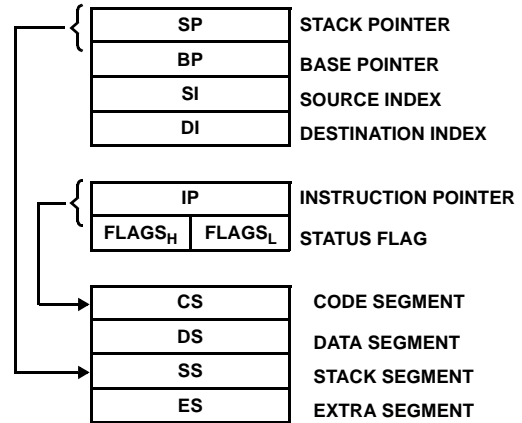 SP STACK POINTER
BP BASE POINTER
SI SOURCE INDEX
DI DESTINATION INDEX
IP INSTRUCTION POINTER
FLAGSH FLAGSL STATUS FLAG
CS CODE SEGMENT
DS DATA SEGMENT
SS STACK SEGMENT
ES EXTRA SEGMENT